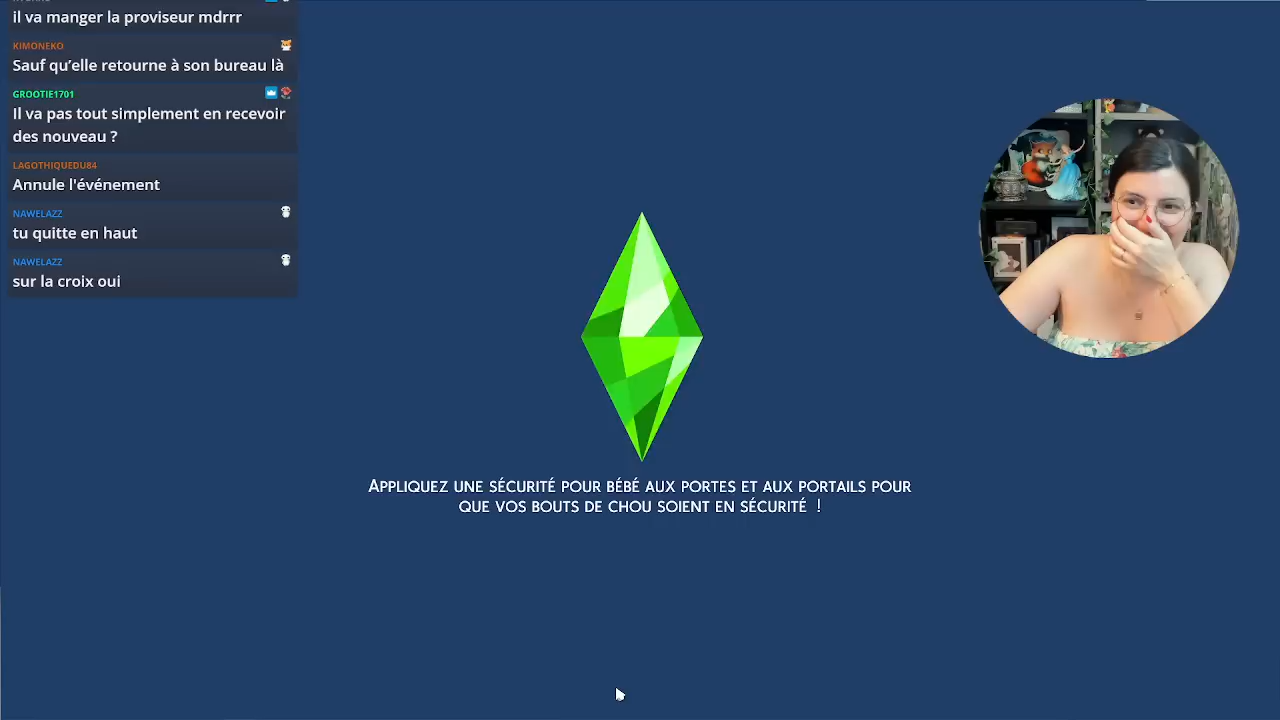 il va manger la proviseur mdrrr
KIMONEKO
Sauf qu’elle retourne à son bureau là
GROOTIE1701
Il va pas tout simplement en recevoir
des nouveau ?
LAGOTHIQUEDU84
Annule l'événement
NAWELAZZ
tu quitte en haut
NAWELAZZ
sur la croix oui
APPLIQUEZ UNE SÉCURITÉ POUR BÉBÉ AUX PORTES ET AUX PORTAILS POUR
QUE VOS BOUTS DE CHOU SOIENT EN SÉCURITÉ !